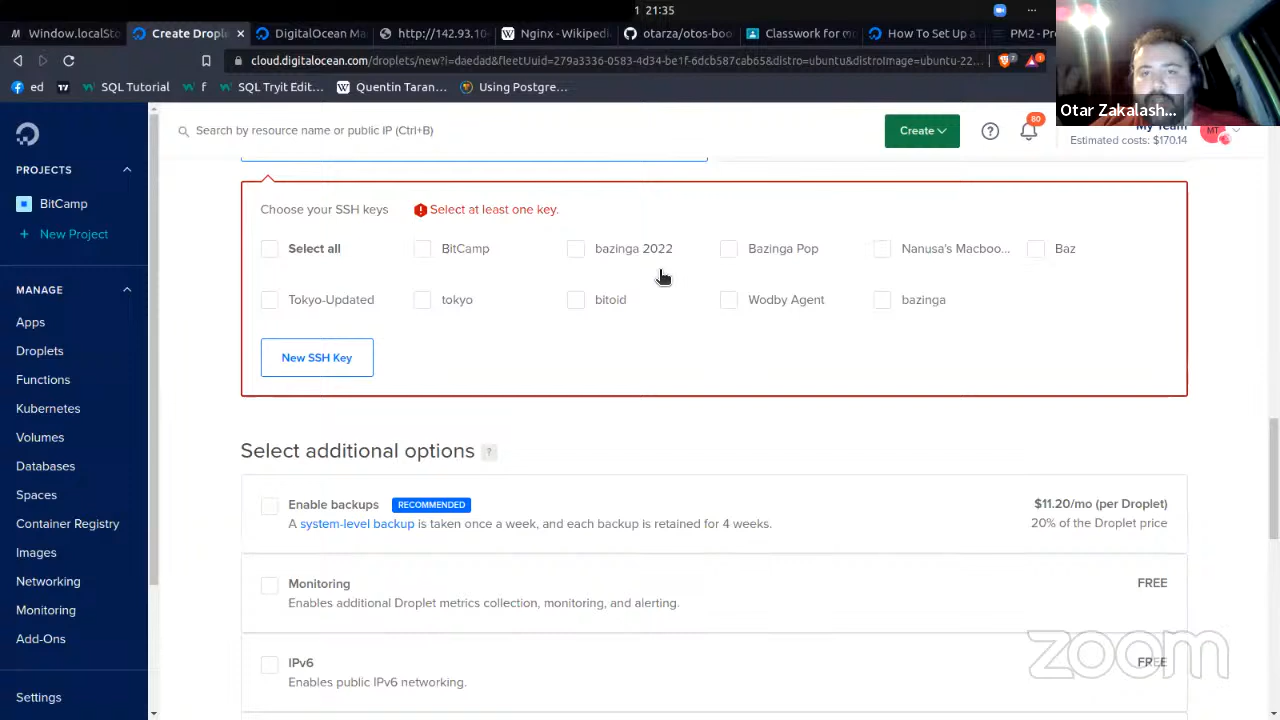 1 21:35
Window.localSto
Create Drople
DigitalOcean Ma
http://142.93.10
Nginx - Wikipedi
otarza/otos-boo
Classwork for m
How To Set Up a
PM2 - Pr
cloud.digitalocean.com/droplets/new?i=daedad&fleetUuid=279a3336-0583-4d34-be1f-6dcb587cab65&distro=ubuntu&distroImage=ubuntu-22...
ed
SQL Tutorial
SQL Tryit Edit...
Quentin Taran...
Using Postgre...
Otar Zakalash...
Search by resource name or public IP (Ctrl+B)
Create
80
My Team
Estimated costs: $170.14
MT
PROJECTS
BitCamp
+ New Project
MANAGE
Apps
Droplets
Functions
Kubernetes
Volumes
Databases
Spaces
Container Registry
Images
Networking
Monitoring
Add-Ons
Settings
Choose your SSH keys
Select at least one key.
Select all
BitCamp
bazinga 2022
Bazinga Pop
Nanusa's Macboo...
Baz
Tokyo-Updated
tokyo
bitoid
Wodby Agent
bazinga
New SSH Key
Select additional options ?
Enable backups RECOMMENDED
$11.20/mo (per Droplet)
A system-level backup is taken once a week, and each backup is retained for 4 weeks.
20% of the Droplet price
Monitoring
FREE
Enables additional Droplet metrics collection, monitoring, and alerting.
IPv6
FREE
Enables public IPv6 networking.
zoom